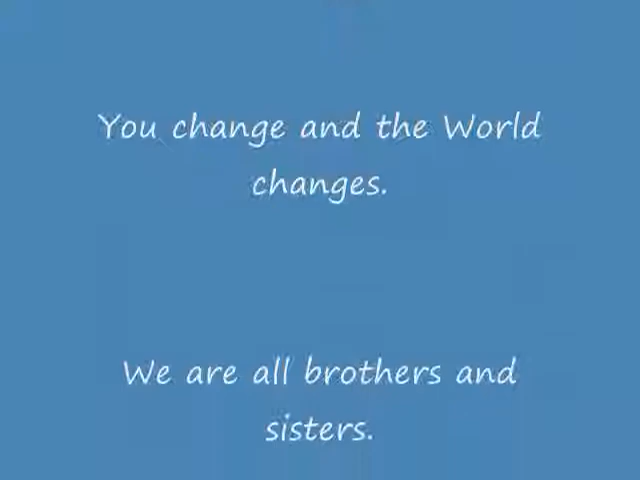 You change and the World
changes.
We are all brothers and
sisters.